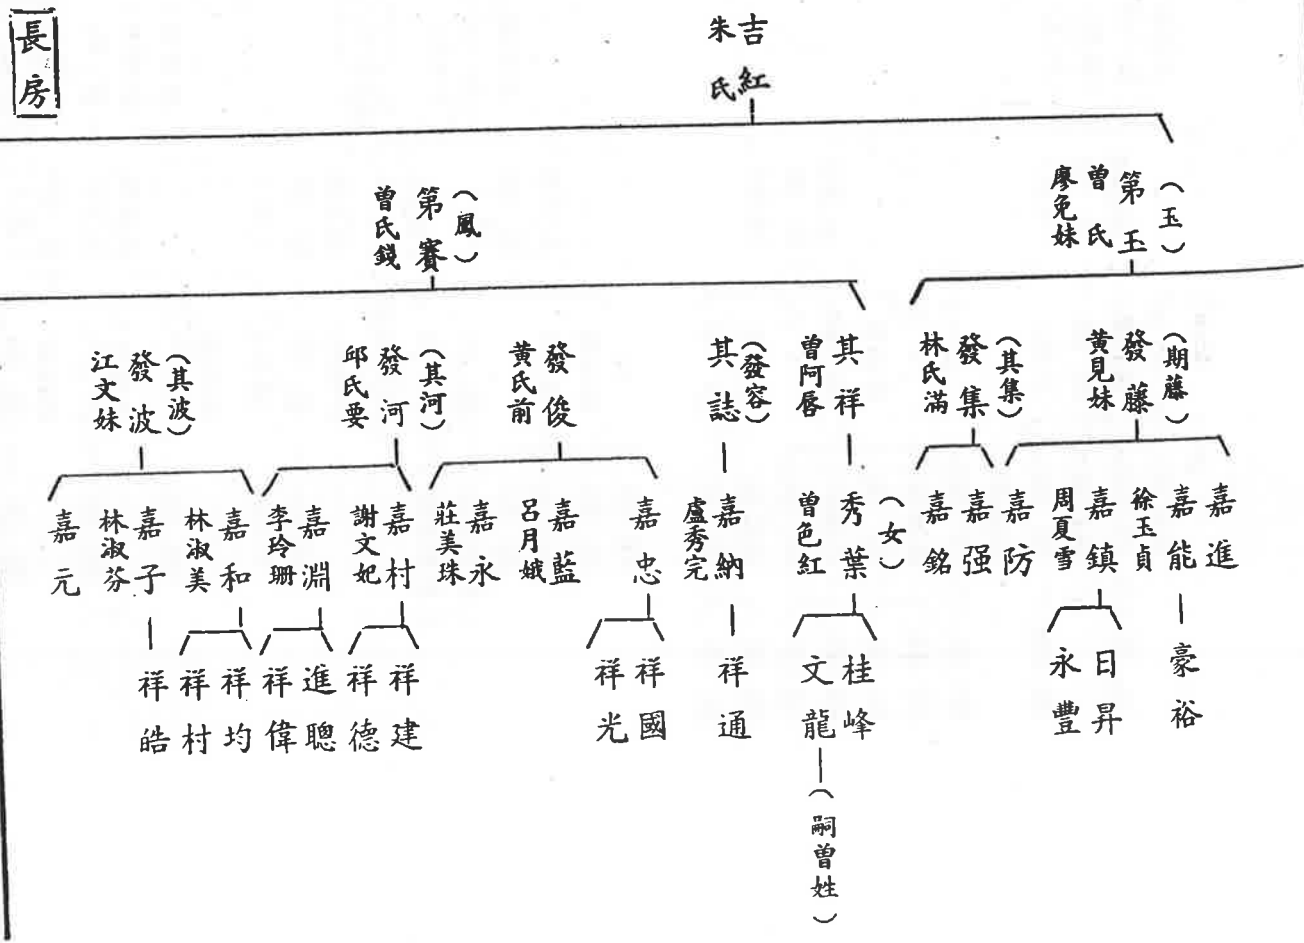 長房
吉紅
朱氏
(玉)
第玉
曾氏
廖免妹
(鳳)
第賽
曾氏錢
(期藤)
發藤
黃見妹
(其集)
發集
林氏滿
其祥
曾阿唇
(發容)
其誌
發俊
黃氏前
(其河)
發河
邱氏要
(其波)
發波
江文妹
嘉進
嘉能
徐玉貞
嘉鎮
周夏雪
嘉防
嘉强
嘉銘
(女)
秀葉
曾色紅
嘉納
盧秀完
嘉忠
嘉藍
呂月娥
嘉永
莊美珠
嘉村
謝文妃
嘉淵
李玲珊
嘉和
林淑美
嘉子
林淑芬
嘉元
豪裕
日昇
永豐
桂峰
文龍
(嗣曾姓)
祥通
祥國
祥光
祥建
祥德
進聰
祥偉
祥均
祥村
祥皓